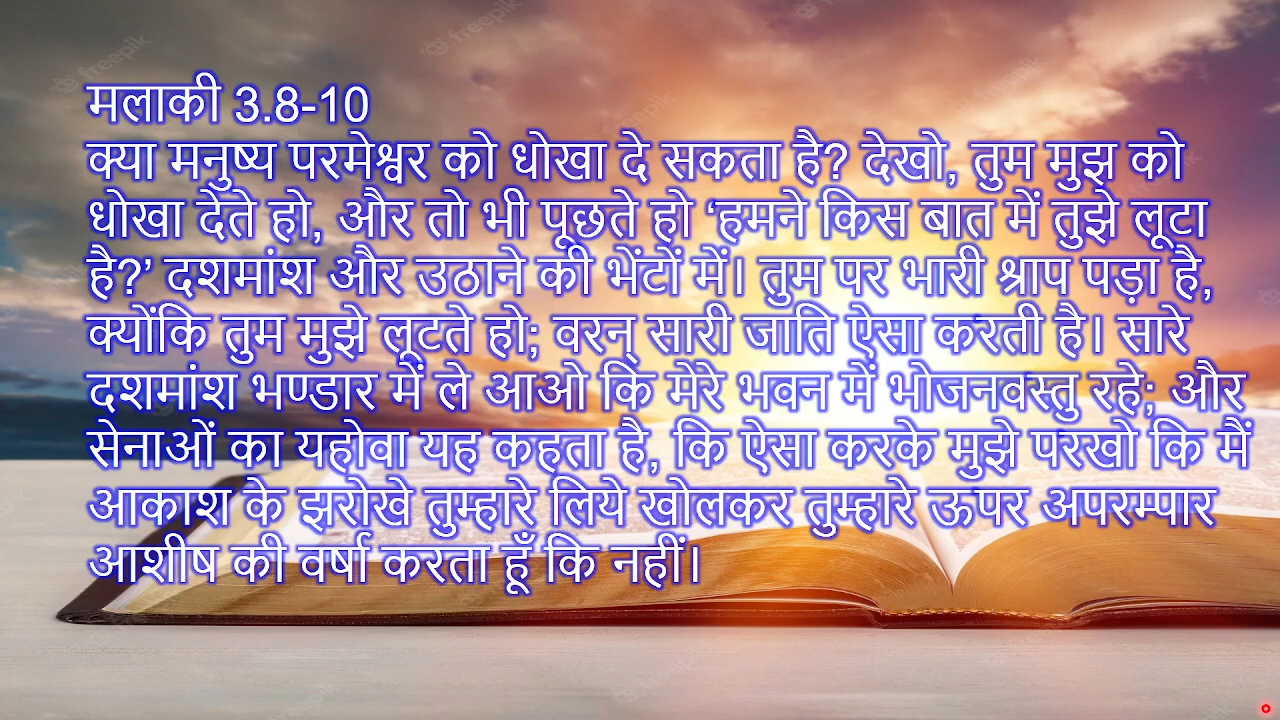 मलाकी 3.8-10
क्या मनुष्य परमेश्वर को धोखा दे सकता है? देखो, तुम मुझ को
धोखा देते हो, और तो भी पूछते हो ‘हमने किस बात में तुझे लूटा
है?’ दशमांश और उठाने की भेंटों में। तुम पर भारी श्राप पड़ा है,
क्योंकि तुम मुझे लूटते हो; वरन् सारी जाति ऐसा करती है। सारे
दशमांश भण्डार में ले आओ कि मेरे भवन में भोजनवस्तु रहे; और
सेनाओं का यहोवा यह कहता है, कि ऐसा करके मुझे परखो कि मैं
आकाश के झरोखे तुम्हारे लिये खोलकर तुम्हारे ऊपर अपरम्पार
आशीष की वर्षा करता हूँ कि नहीं।